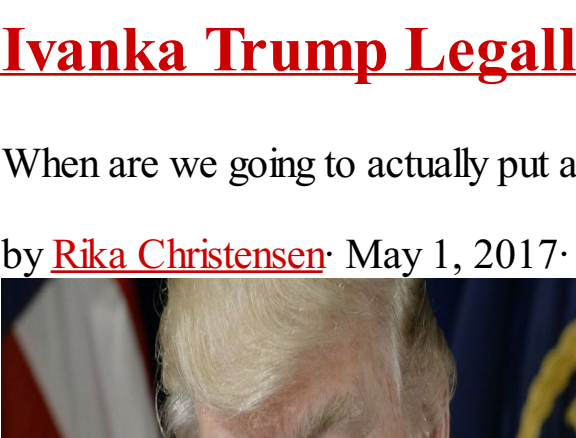 Ivanka Trump Legall
When are we going to actually put a
by Rika Christensen· May 1, 2017·